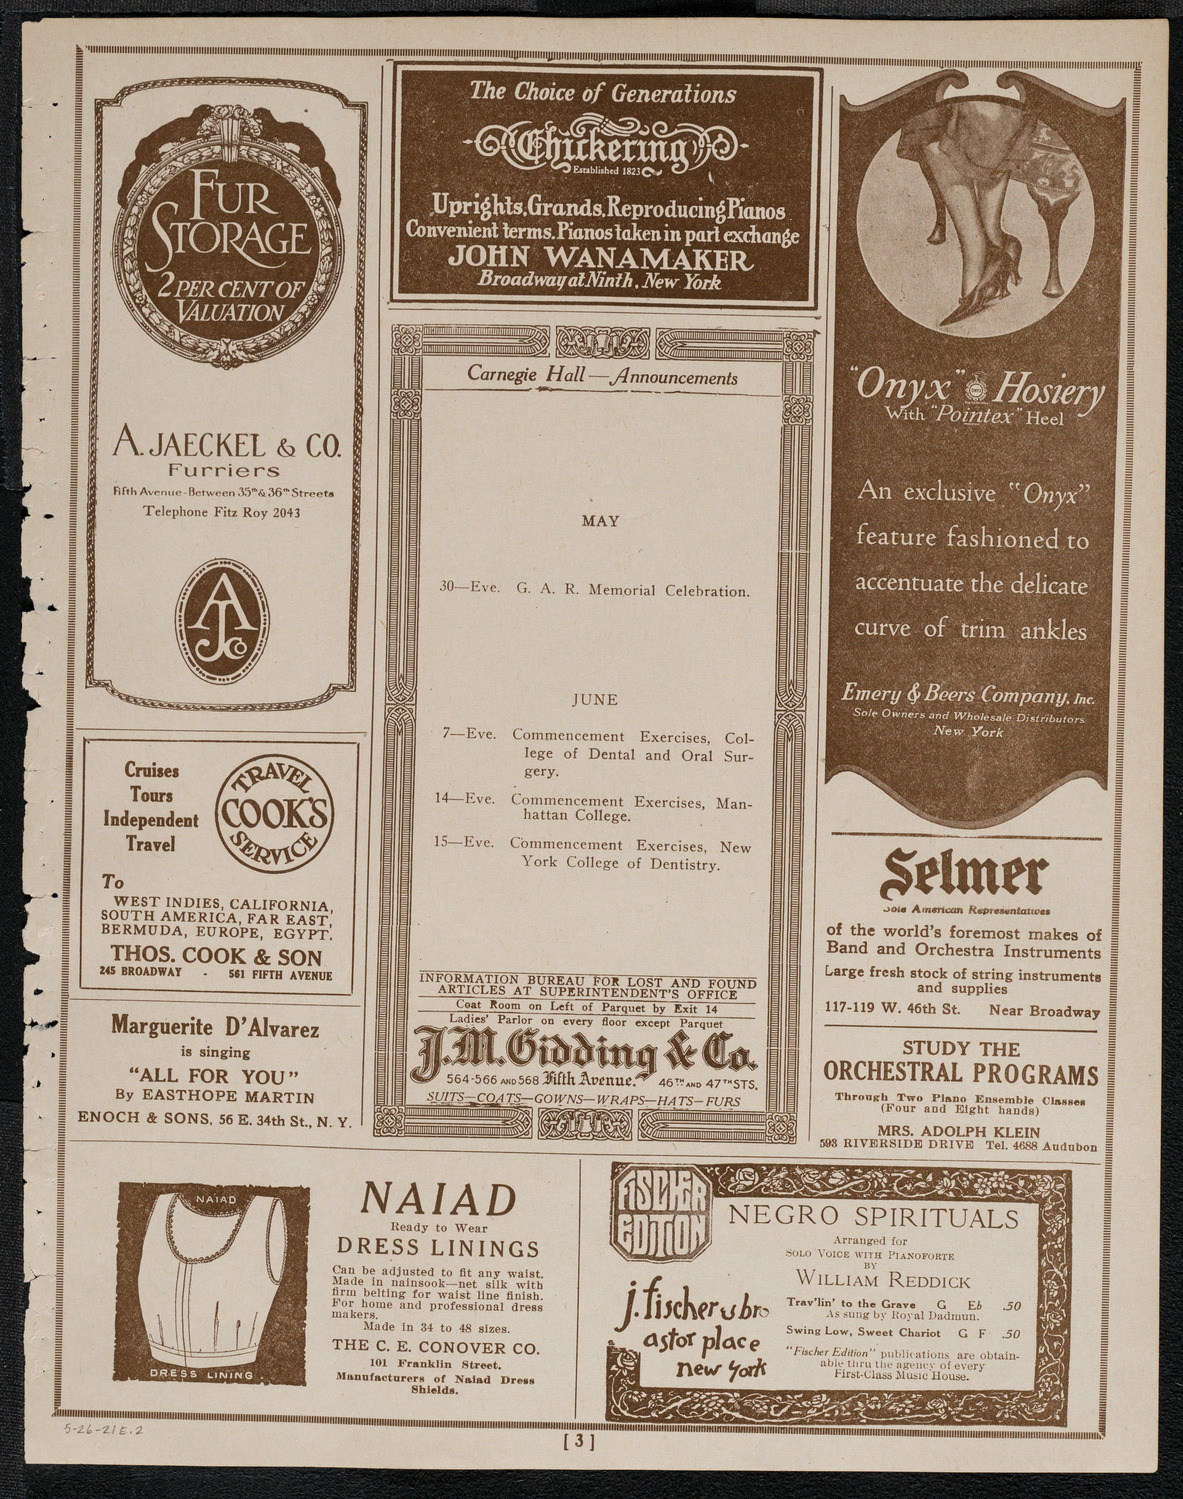 FUR
STORAGE
2 PER CENT OF
VALUATION
A. JAECKEL & CO.
Furriers
Fifth Avenue-Between 35th & 36th Streets
Telephone Fitz Roy 2043
A
J Co
Cruises
Tours
Independent
Travel
TRAVEL
COOK'S
SERVICE
To
WEST INDIES, CALIFORNIA,
SOUTH AMERICA, FAR EAST,
BERMUDA, EUROPE, EGYPT.
THOS. COOK & SON
245 BROADWAY - 561 FIFTH AVENUE
Marguerite D'Alvarez
is singing
"ALL FOR YOU"
By EASTHOPE MARTIN
ENOCH & SONS, 56 E. 34th St., N. Y.
The Choice of Generations
Chickering
Established 1823
Uprights, Grands, Reproducing Pianos
Convenient terms. Pianos taken in part exchange
JOHN WANAMAKER
Broadway at Ninth, New York
Carnegie Hall — Announcements
MAY
30—Eve. G. A. R. Memorial Celebration.
JUNE
7—Eve. Commencement Exercises, Col-
lege of Dental and Oral Sur-
gery.
14—Eve. Commencement Exercises, Man-
hattan College.
15—Eve. Commencement Exercises, New
York College of Dentistry.
INFORMATION BUREAU FOR LOST AND FOUND
ARTICLES AT SUPERINTENDENT'S OFFICE
Coat Room on Left of Parquet by Exit 14
Ladies' Parlor on every floor except Parquet
J.M. Gidding & Co.
564-566 AND 568 Fifth Avenue. 46TH AND 47TH STS.
SUITS—COATS—GOWNS—WRAPS—HATS—FURS
"Onyx" Hosiery
With "Pointex" Heel
An exclusive "Onyx"
feature fashioned to
accentuate the delicate
curve of trim ankles
Emery & Beers Company, Inc.
Sole Owners and Wholesale Distributors
New York
Selmer
Sole American Representatives
of the world's foremost makes of
Band and Orchestra Instruments
Large fresh stock of string instruments
and supplies
117-119 W. 46th St. Near Broadway
STUDY THE
ORCHESTRAL PROGRAMS
Through Two Piano Ensemble Classes
(Four and Eight hands)
MRS. ADOLPH KLEIN
593 RIVERSIDE DRIVE Tel. 4688 Audubon
NAIAD
DRESS LINING
NAIAD
Ready to Wear
DRESS LININGS
Can be adjusted to fit any waist.
Made in nainsook—net silk with
firm belting for waist line finish.
For home and professional dress
makers.
Made in 34 to 48 sizes.
THE C. E. CONOVER CO.
101 Franklin Street.
Manufacturers of Naiad Dress
Shields.
FISCHER
EDITION
j. fischer & bro
astor place
new york
NEGRO SPIRITUALS
Arranged for
SOLO VOICE WITH PIANOFORTE
BY
WILLIAM REDDICK
Trav'lin' to the Grave G Eb .50
As sung by Royal Dadmun.
Swing Low, Sweet Chariot G F .50
"Fischer Edition" publications are obtain-
able thru the agency of every
First-Class Music House.
5-26-21E.2
[ 3 ]